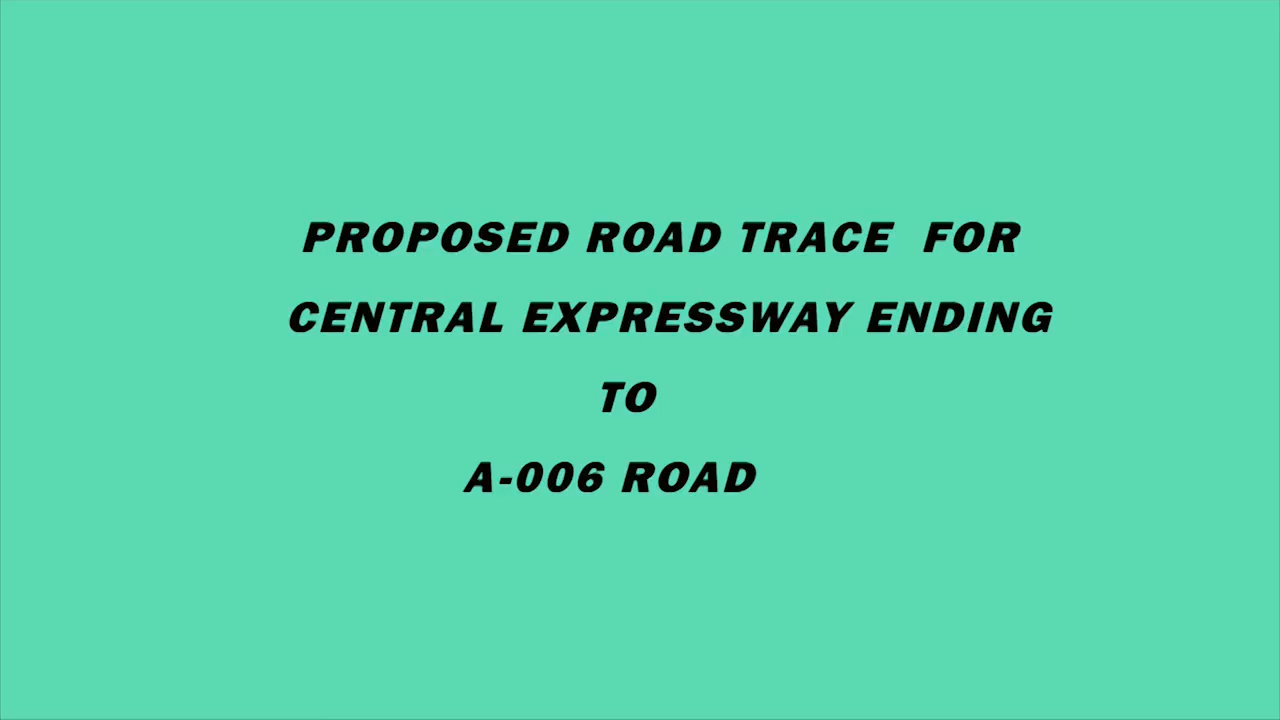 PROPOSED ROAD TRACE  FOR
CENTRAL EXPRESSWAY ENDING
TO
A-006 ROAD